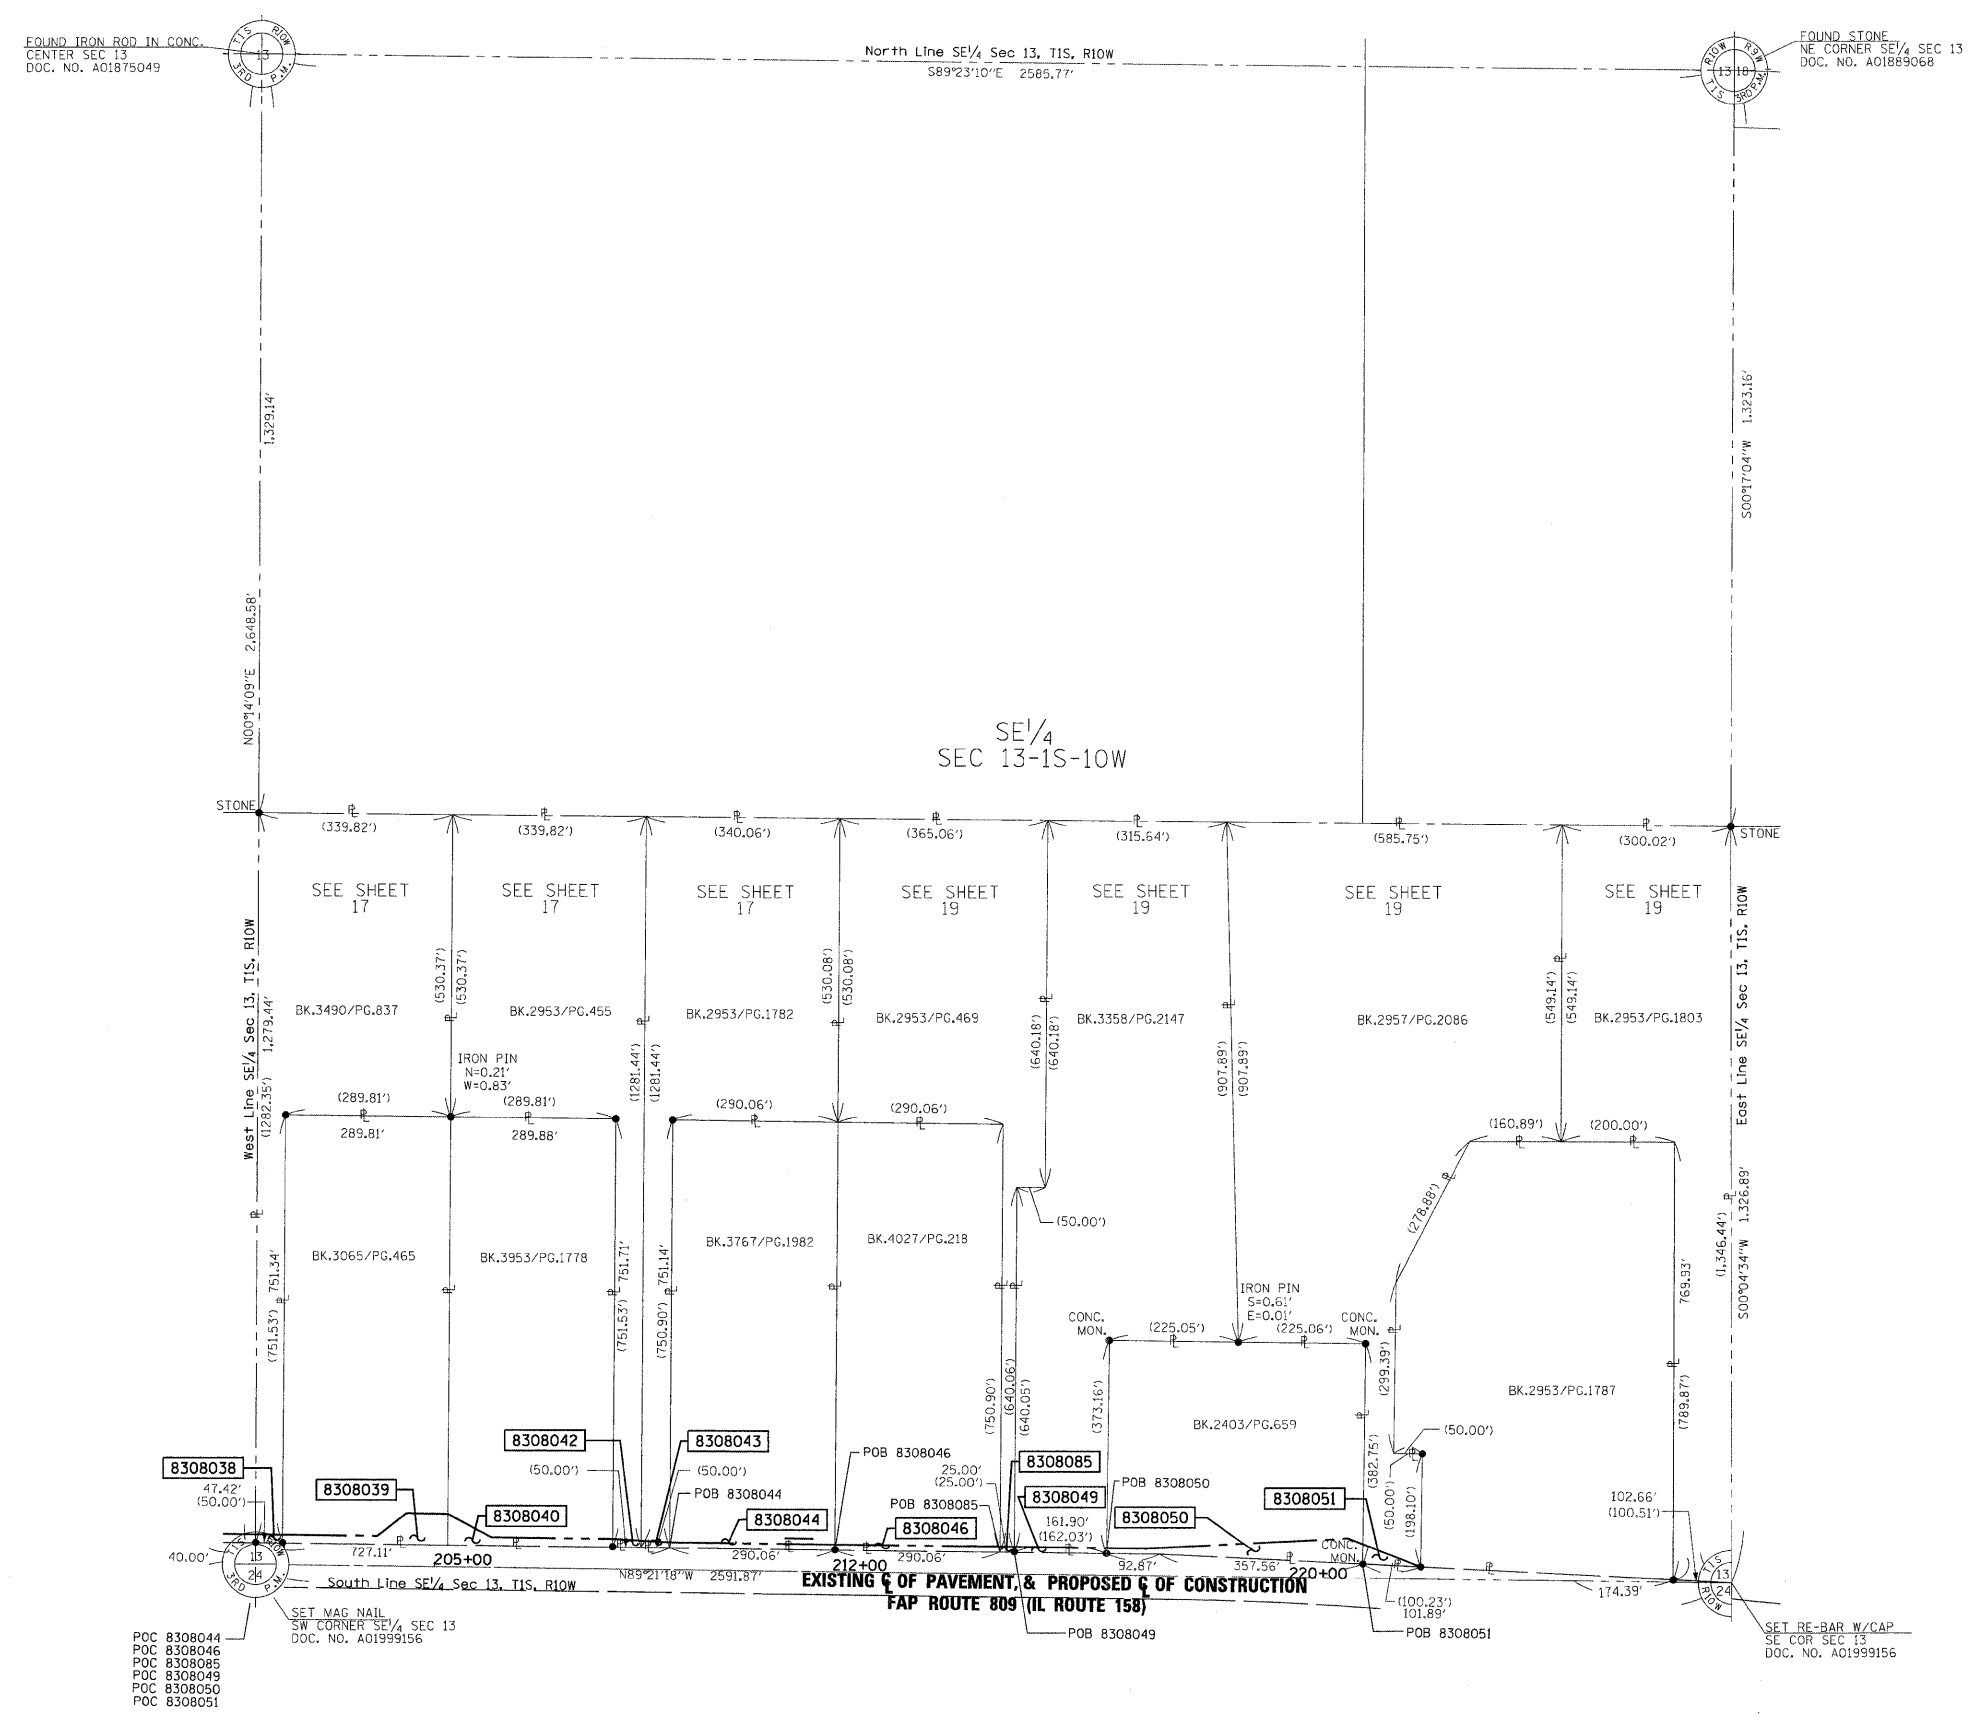 FOUND IRON ROD IN CONC.
CENTER SEC 13
DOC. NO. A01875049
T1S R10W
13
3RD P.M.
North Line SE1/4 Sec 13, T1S, R10W
S89°23'10"E 2585.77'
R10W R9W
13 18
T1S 3RD P.M.
FOUND STONE
NE CORNER SE1/4 SEC 13
DOC. NO. A01889068
1,329.14'
S00°17'04"W 1,323.16'
N00°14'09"E 2,648.58'
SE1/4
SEC 13-1S-10W
STONE
(339.82')
(339.82')
(340.06')
(365.06')
(315.64')
(585.75')
(300.02')
STONE
SEE SHEET
17
SEE SHEET
17
SEE SHEET
17
SEE SHEET
19
SEE SHEET
19
SEE SHEET
19
SEE SHEET
19
West Line SE1/4 Sec 13, T1S, R10W
(1282.35') 1,279.44'
(530.37')
(530.37')
(530.08')
(530.08')
(549.14')
(549.14')
East Line SE1/4 Sec 13, T1S, R10W
BK.3490/PG.837
BK.2953/PG.455
BK.2953/PG.1782
BK.2953/PG.469
BK.3358/PG.2147
BK.2957/PG.2086
BK.2953/PG.1803
(1281.44')
(1281.44')
(640.18')
(640.18')
(907.89')
(907.89')
IRON PIN
N=0.21'
W=0.83'
(289.81')
289.81'
(289.81')
289.88'
(290.06')
(290.06')
(160.89')
(200.00')
(278.88')
(50.00')
BK.3065/PG.465
BK.3953/PG.1778
BK.3767/PG.1982
BK.4027/PG.218
(751.53') 751.34'
(751.53') 751.71'
(750.90') 751.14'
(750.90')
(640.06')
(640.05')
IRON PIN
S=0.61'
E=0.01'
CONC.
MON.
(225.05')
(225.06')
CONC.
MON.
769.93'
(789.87')
(1,346.44')
S00°04'34"W 1,326.89'
(299.39')
(373.16')
(382.75')
BK.2403/PG.659
BK.2953/PG.1787
(50.00')
(50.00')
(198.10')
8308038
47.42'
(50.00')
8308039
8308040
8308042
(50.00')
8308043
(50.00')
POB 8308044
8308044
POB 8308046
8308046
25.00'
(25.00')
POB 8308085
8308085
8308049
161.90'
(162.03')
POB 8308050
8308050
8308051
102.66'
(100.51')
CONC.
MON.
40.00'
T1S R10W
13
24
3RD P.M.
727.11'
205+00
290.06'
212+00
290.06'
92.87'
357.56'
220+00
(100.23')
101.89'
174.39'
T1S
13
24
R10W
South Line SE1/4 Sec 13, T1S, R10W
N89°21'18"W 2591.87'
EXISTING ℄ OF PAVEMENT, & PROPOSED ℄ OF CONSTRUCTION
FAP ROUTE 809 (IL ROUTE 158)
SET MAG NAIL
SW CORNER SE1/4 SEC 13
DOC. NO. A01999156
POB 8308049
POB 8308051
SET RE-BAR W/CAP
SE COR SEC 13
DOC. NO. A01999156
POC 8308044
POC 8308046
POC 8308085
POC 8308049
POC 8308050
POC 8308051